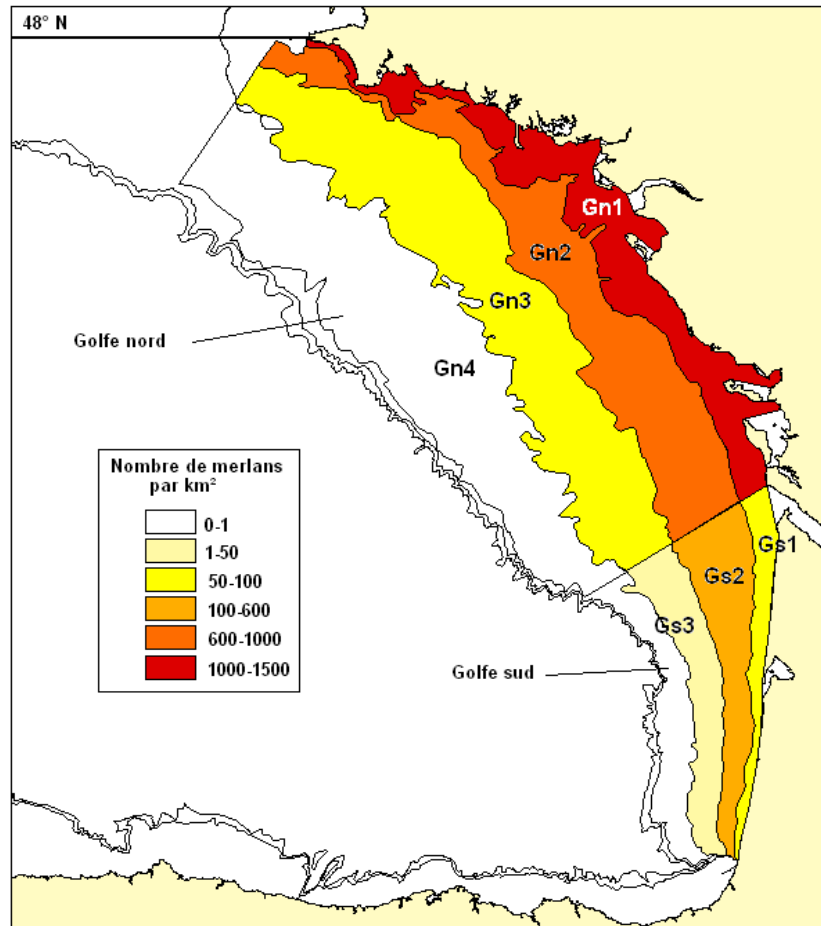 48° N
Gn1
Gn2
Gn3
Golfe nord
Gn4
Nombre de merlans
par km²
0-1
1-50
50-100
100-600
600-1000
1000-1500
Gs1
Gs2
Gs3
Golfe sud